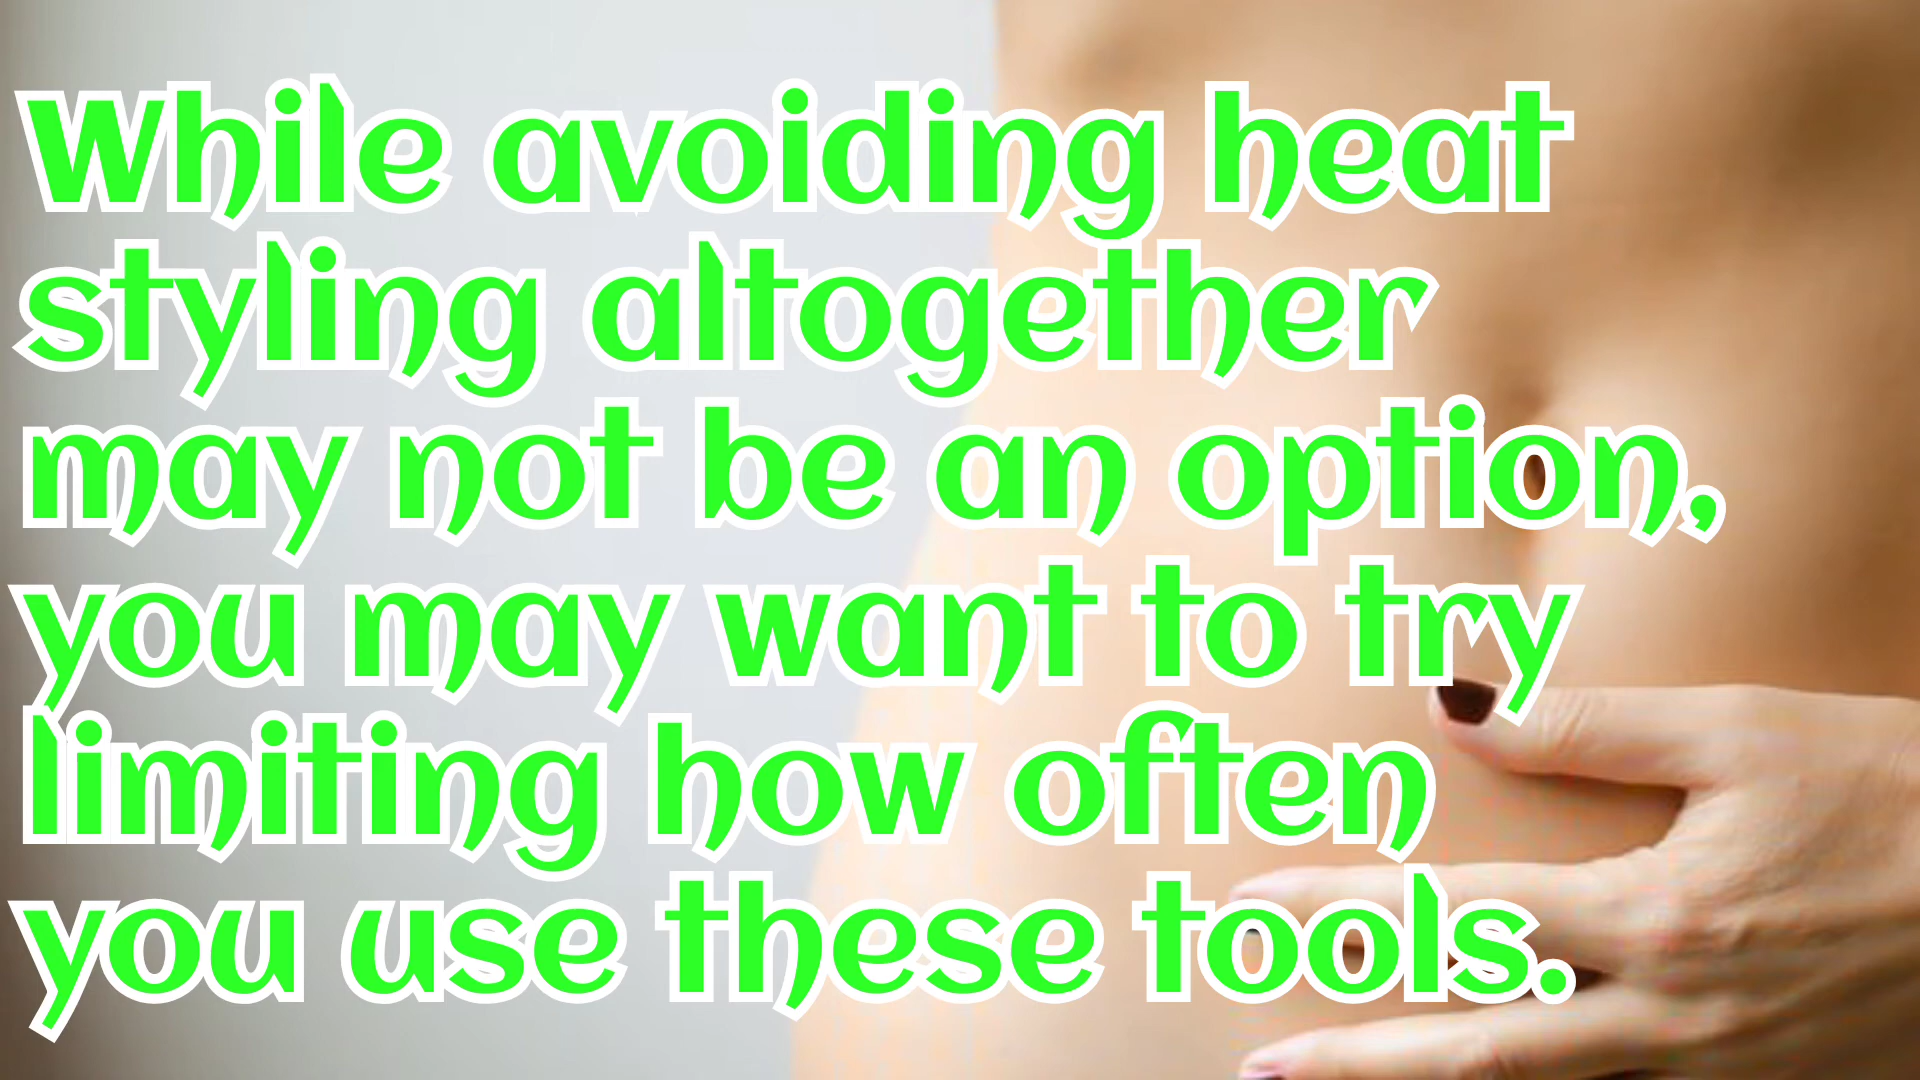 While avoiding heat
styling altogether
may not be an option,
you may want to try
limiting how often
you use these tools.